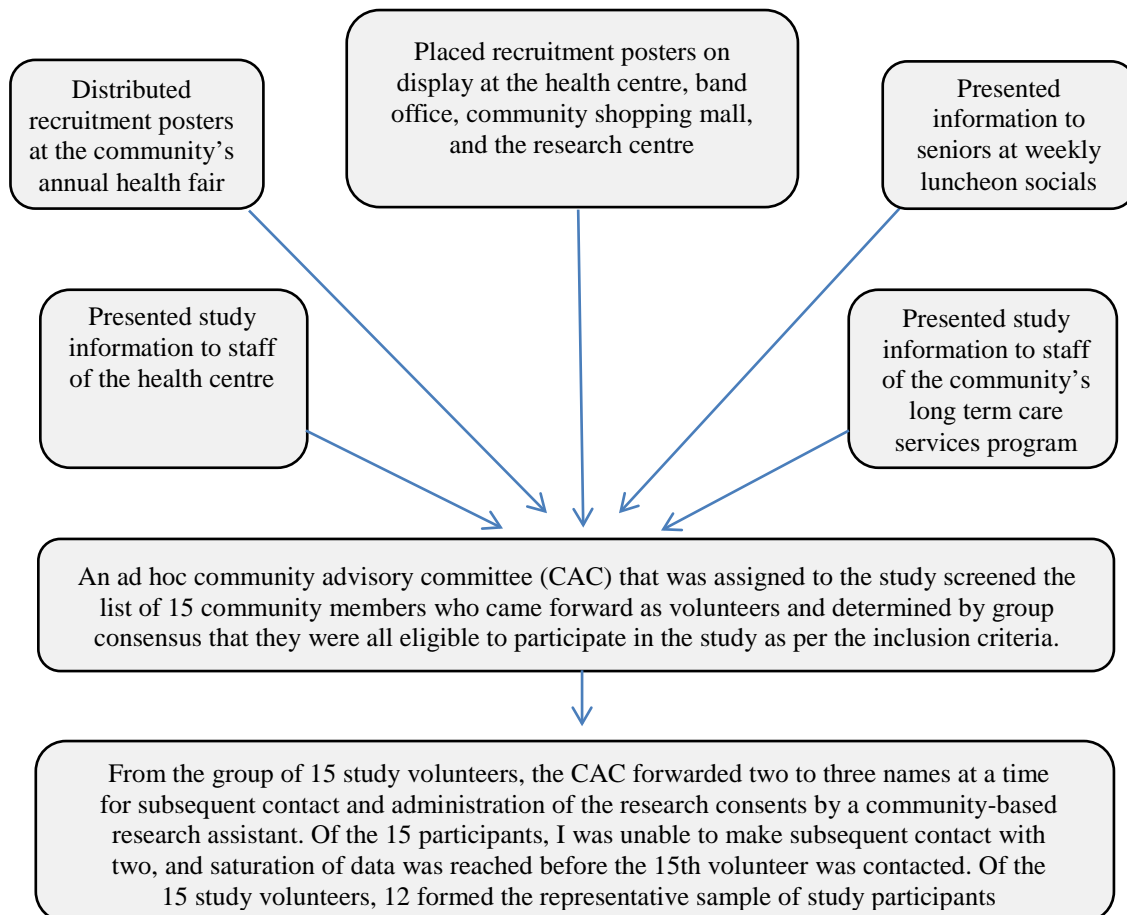 Distributed
recruitment posters
at the community’s
annual health fair
Placed recruitment posters on
display at the health centre, band
office, community shopping mall,
and the research centre
Presented
information to
seniors at weekly
luncheon socials
Presented study
information to staff
of the health centre
Presented study
information to staff
of the community’s
long term care
services program
An ad hoc community advisory committee (CAC) that was assigned to the study screened the
list of 15 community members who came forward as volunteers and determined by group
consensus that they were all eligible to participate in the study as per the inclusion criteria.
From the group of 15 study volunteers, the CAC forwarded two to three names at a time
for subsequent contact and administration of the research consents by a community-based
research assistant. Of the 15 participants, I was unable to make subsequent contact with
two, and saturation of data was reached before the 15th volunteer was contacted. Of the
15 study volunteers, 12 formed the representative sample of study participants